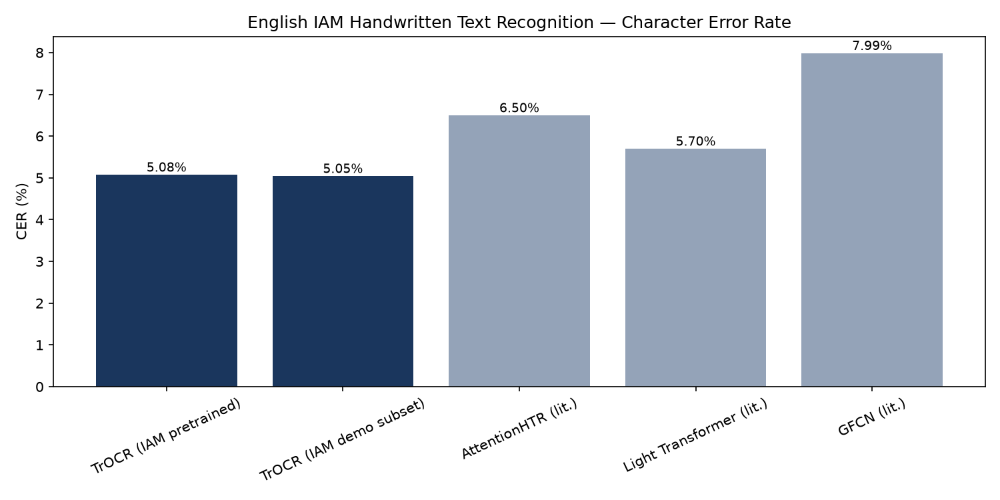 English IAM Handwritten Text Recognition — Character Error Rate
CER (%)
8
7
6
5
4
3
2
1
0
5.08%
5.05%
6.50%
5.70%
7.99%
TrOCR (IAM pretrained)
TrOCR (IAM demo subset)
AttentionHTR (lit.)
Light Transformer (lit.)
GFCN (lit.)